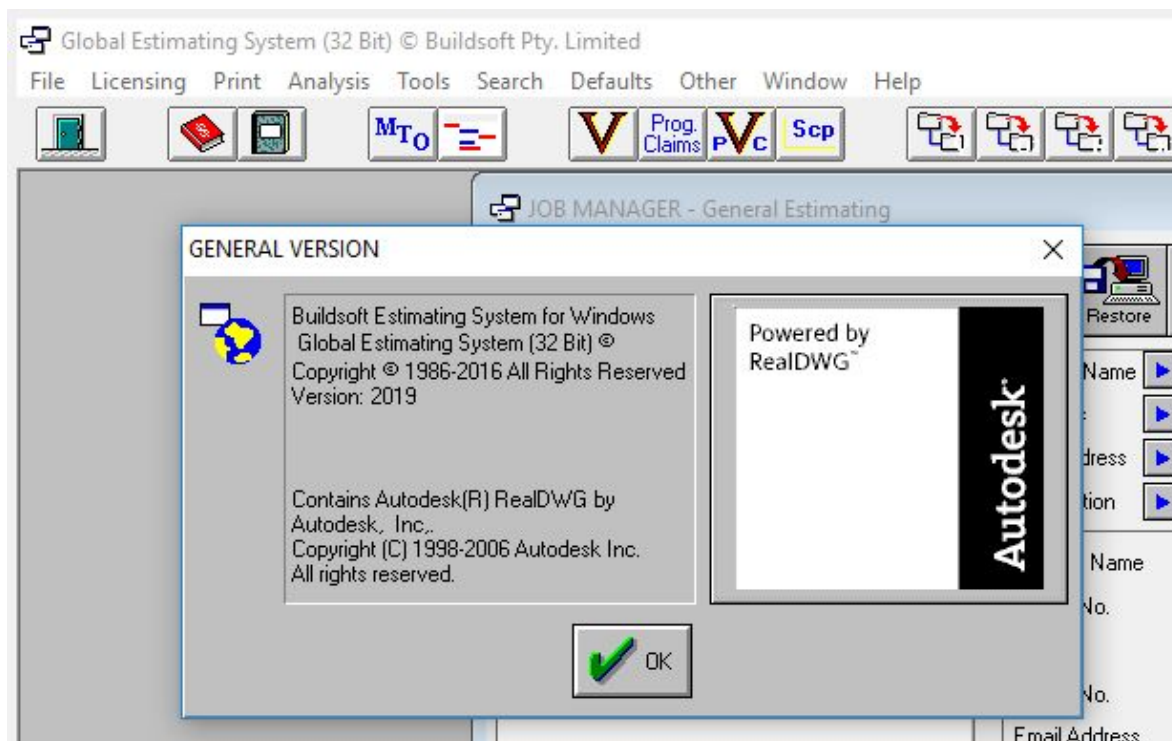 Global Estimating System (32 Bit) © Buildsoft Pty. Limited
File Licensing Print Analysis Tools Search Defaults Other Window Help
MTO V Prog. Claims PVC Scp
JOB MANAGER - General Estimating
GENERAL VERSION
Restore
Buildsoft Estimating System for Windows
Global Estimating System (32 Bit) ©
Copyright © 1986-2016 All Rights Reserved
Version: 2019
Contains Autodesk(R) RealDWG by
Autodesk, Inc,.
Copyright (C) 1998-2006 Autodesk Inc.
All rights reserved.
Powered by
RealDWG™
Autodesk
OK
Name
dress
tion
Name
No.
No.
Email Address